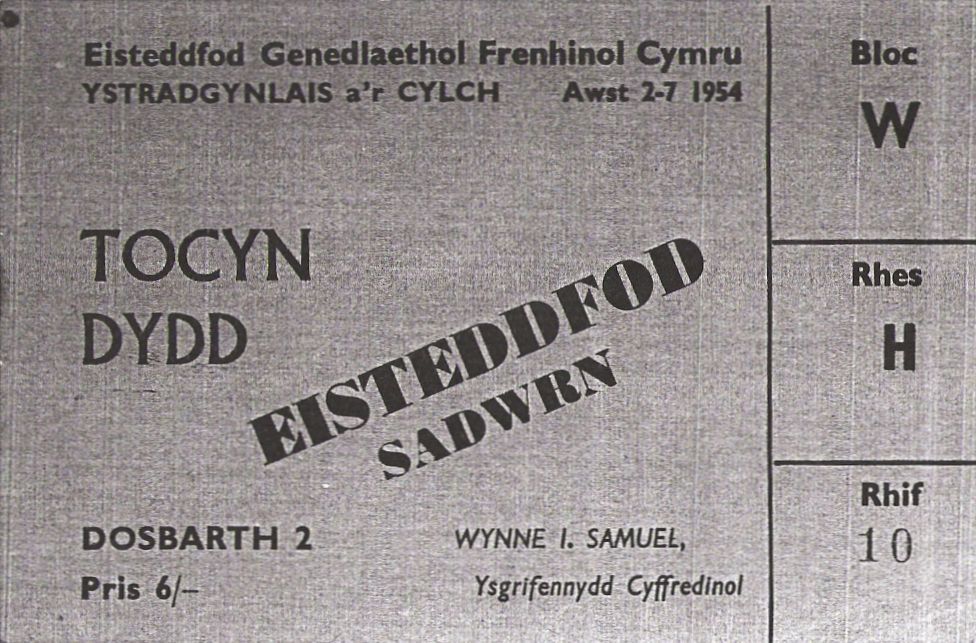 Eisteddfod Genedlaethol Frenhinol Cymru
YSTRADGYNLAIS a'r CYLCH Awst 2-7 1954
TOCYN
DYDD
EISTEDDFOD
SADWRN
DOSBARTH 2
Pris 6/–
WYNNE I. SAMUEL,
Ysgrifennydd Cyffredinol
Bloc
W
Rhes
H
Rhif
10